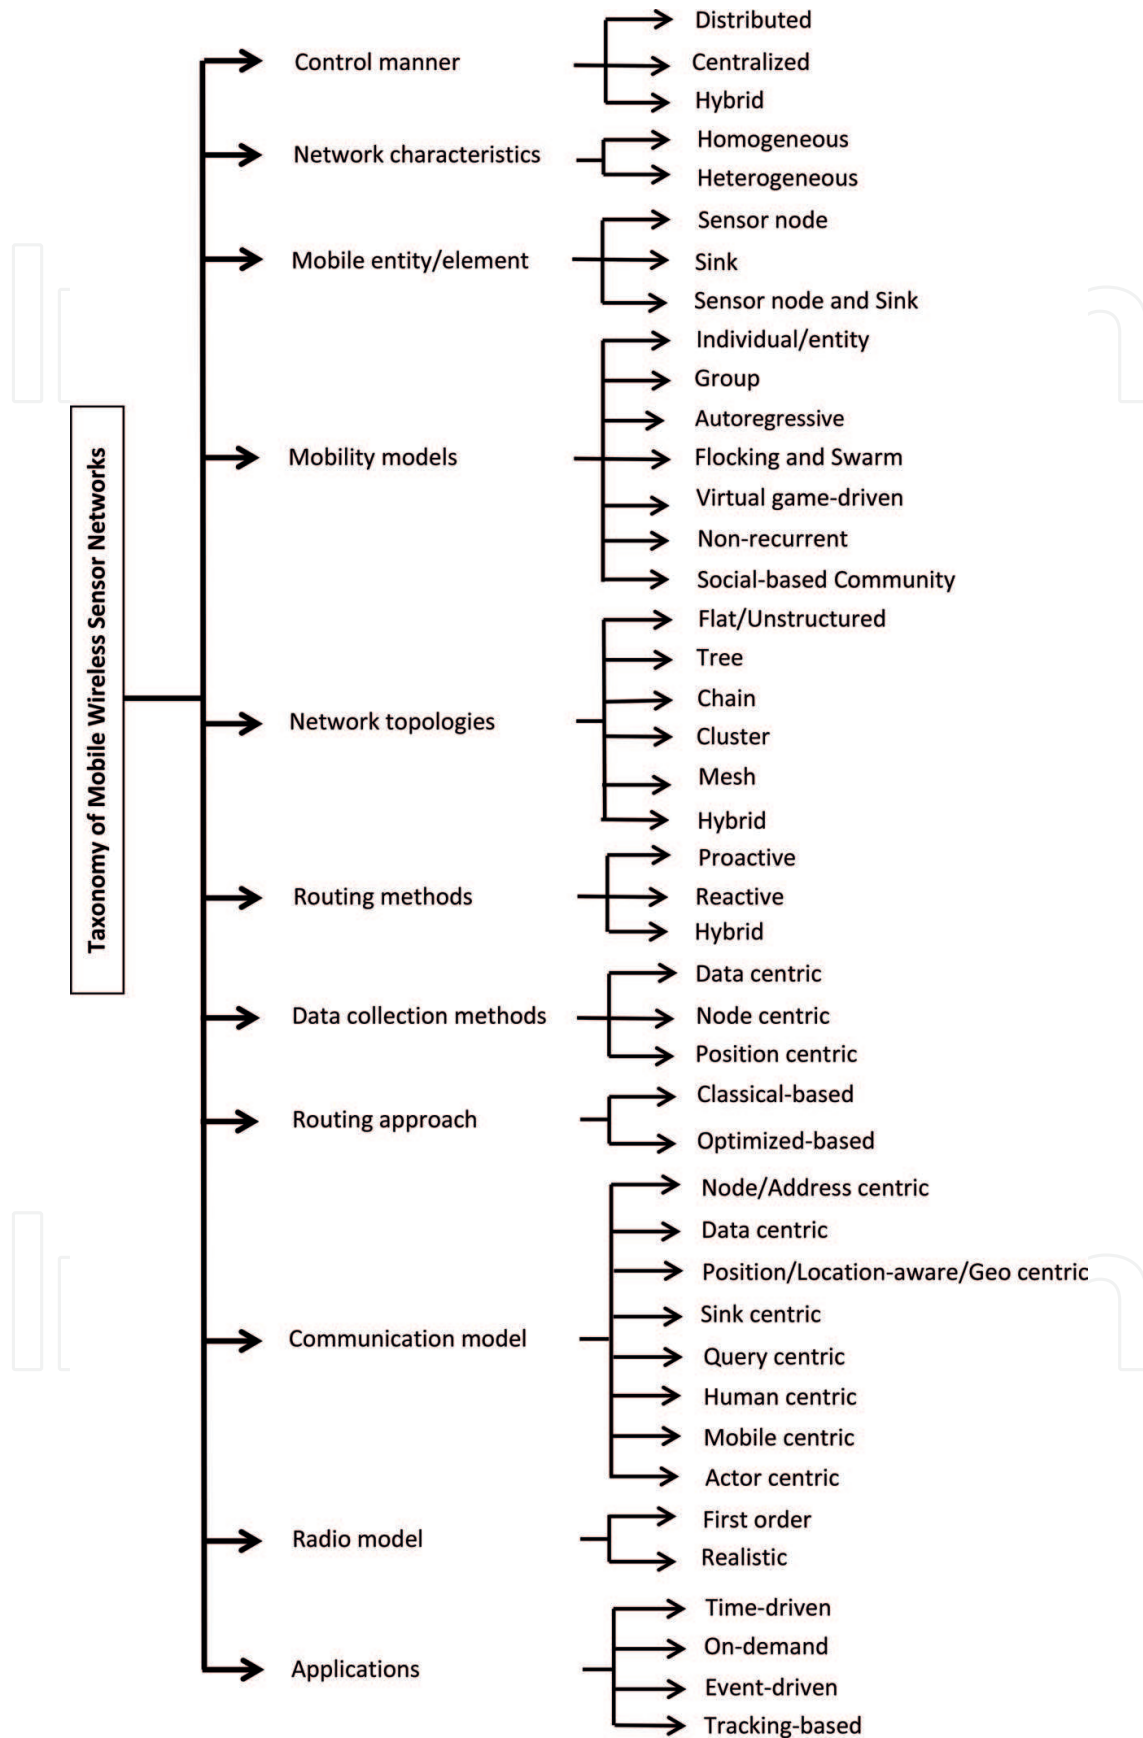 Taxonomy of Mobile Wireless Sensor Networks
Control manner
Distributed
Centralized
Hybrid
Network characteristics
Homogeneous
Heterogeneous
Mobile entity/element
Sensor node
Sink
Sensor node and Sink
Mobility models
Individual/entity
Group
Autoregressive
Flocking and Swarm
Virtual game-driven
Non-recurrent
Social-based Community
Network topologies
Flat/Unstructured
Tree
Chain
Cluster
Mesh
Hybrid
Routing methods
Proactive
Reactive
Hybrid
Data collection methods
Data centric
Node centric
Position centric
Routing approach
Classical-based
Optimized-based
Communication model
Node/Address centric
Data centric
Position/Location-aware/Geo centric
Sink centric
Query centric
Human centric
Mobile centric
Actor centric
Radio model
First order
Realistic
Applications
Time-driven
On-demand
Event-driven
Tracking-based